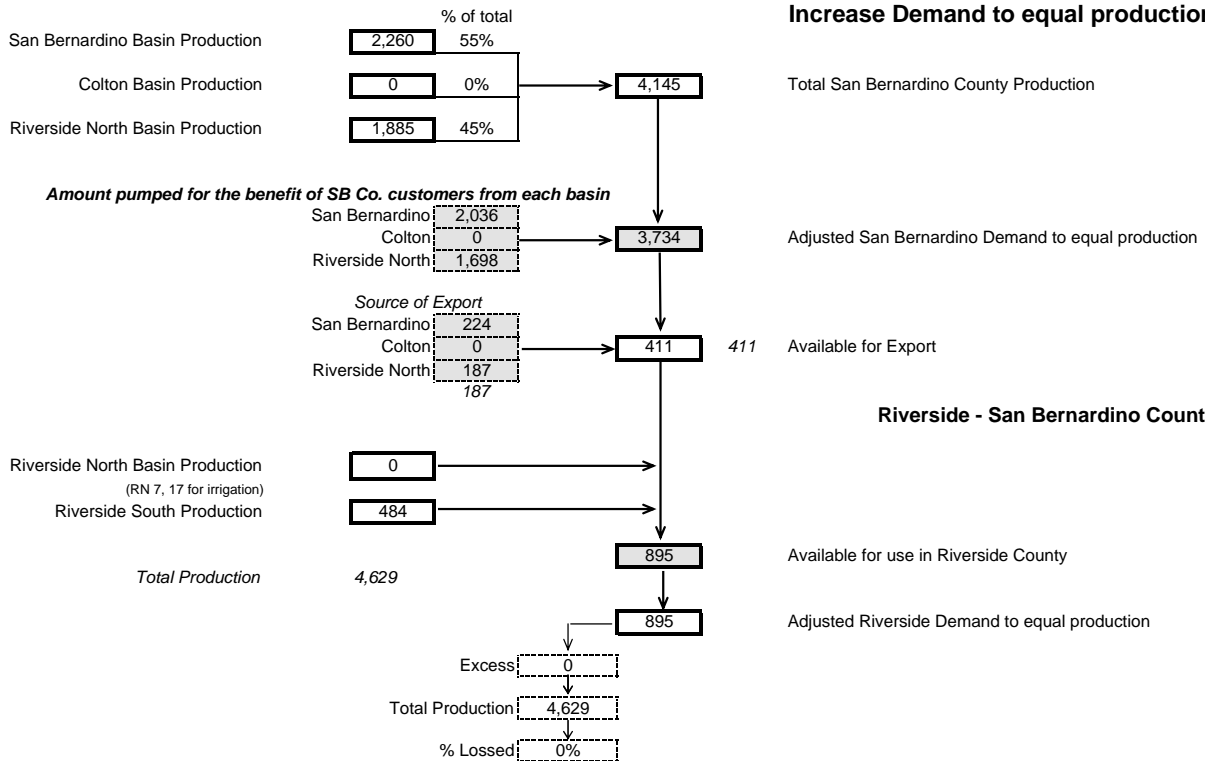 % of total
Increase Demand to equal production
San Bernardino Basin Production 2,260 55%
Colton Basin Production 0 0% 4,145 Total San Bernardino County Production
Riverside North Basin Production 1,885 45%
Amount pumped for the benefit of SB Co. customers from each basin
San Bernardino 2,036
Colton 0 3,734 Adjusted San Bernardino Demand to equal production
Riverside North 1,698
Source of Export
San Bernardino 224
Colton 0 411 411 Available for Export
Riverside North 187
187
Riverside - San Bernardino Count
Riverside North Basin Production 0
(RN 7, 17 for irrigation)
Riverside South Production 484
895 Available for use in Riverside County
Total Production 4,629
895 Adjusted Riverside Demand to equal production
Excess 0
Total Production 4,629
% Lossed 0%